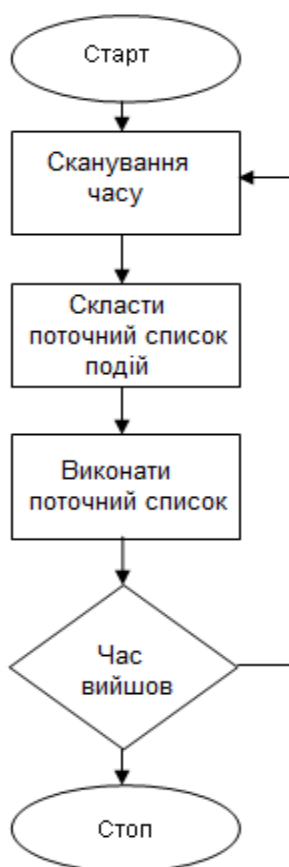 Старт
Сканування
часу
Скласти
поточний список
подій
Виконати
поточний список
Час
вийшов
Стоп